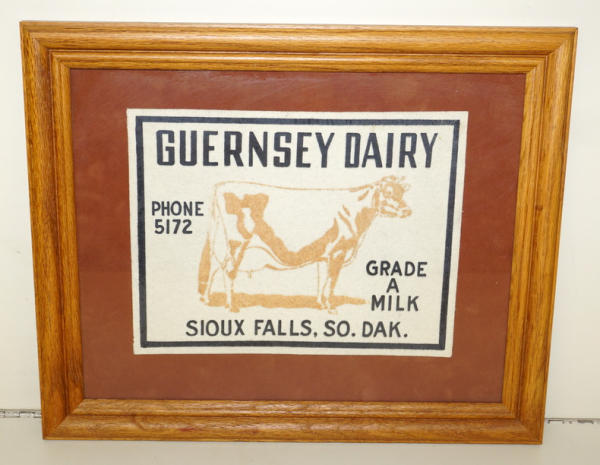 GUERNSEY DAIRY
PHONE
5172
GRADE
A
MILK
SIOUX FALLS, SO. DAK.